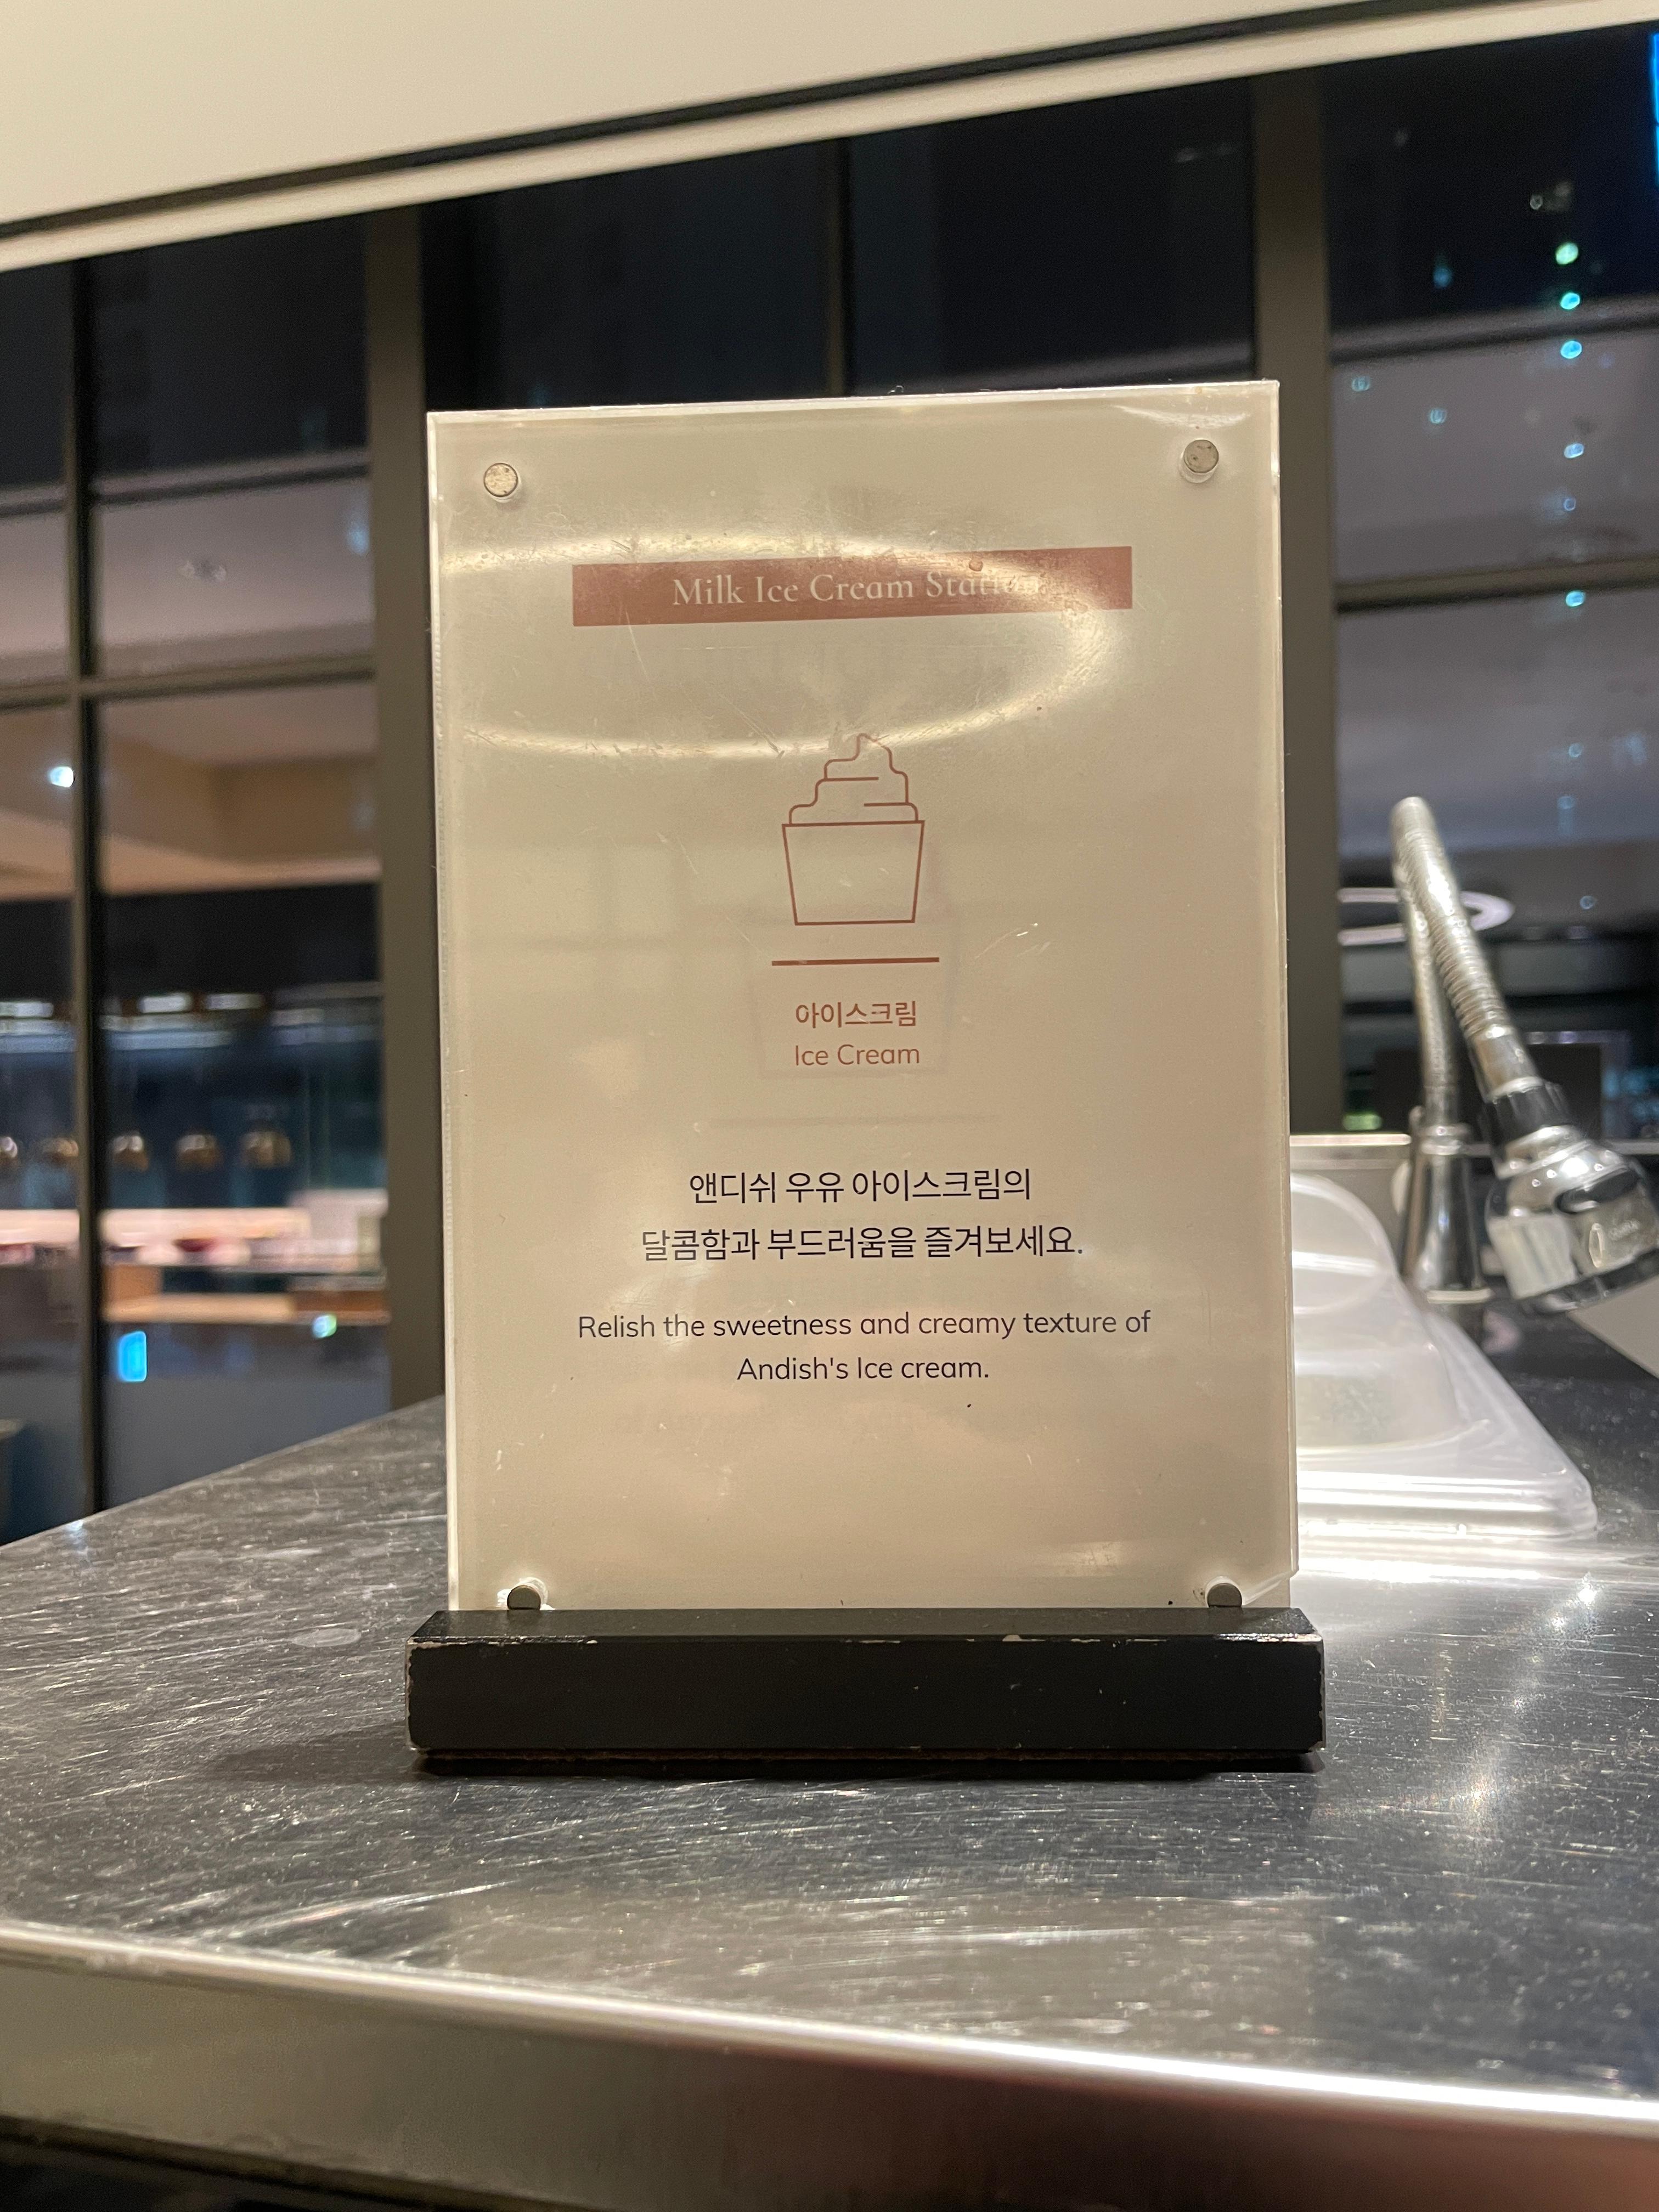 Milk Ice Cream Station
아이스크림
Ice Cream
앤디쉬 우유 아이스크림의
달콤함과 부드러움을 즐겨보세요.
Relish the sweetness and creamy texture of
Andish's Ice cream.